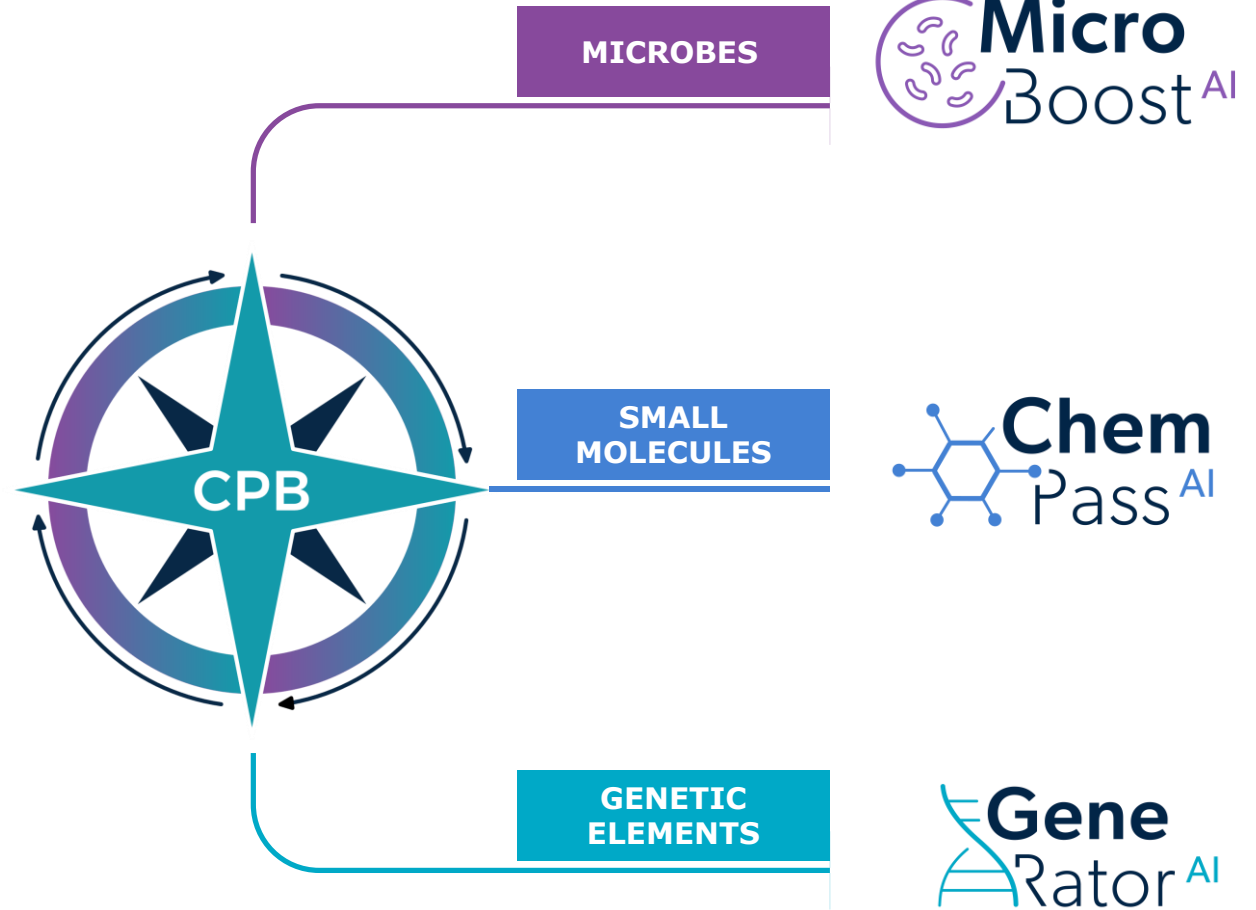 MICROBES
Micro
Boost AI
CPB
SMALL
MOLECULES
Chem
Pass AI
GENETIC
ELEMENTS
Gene
Rator AI